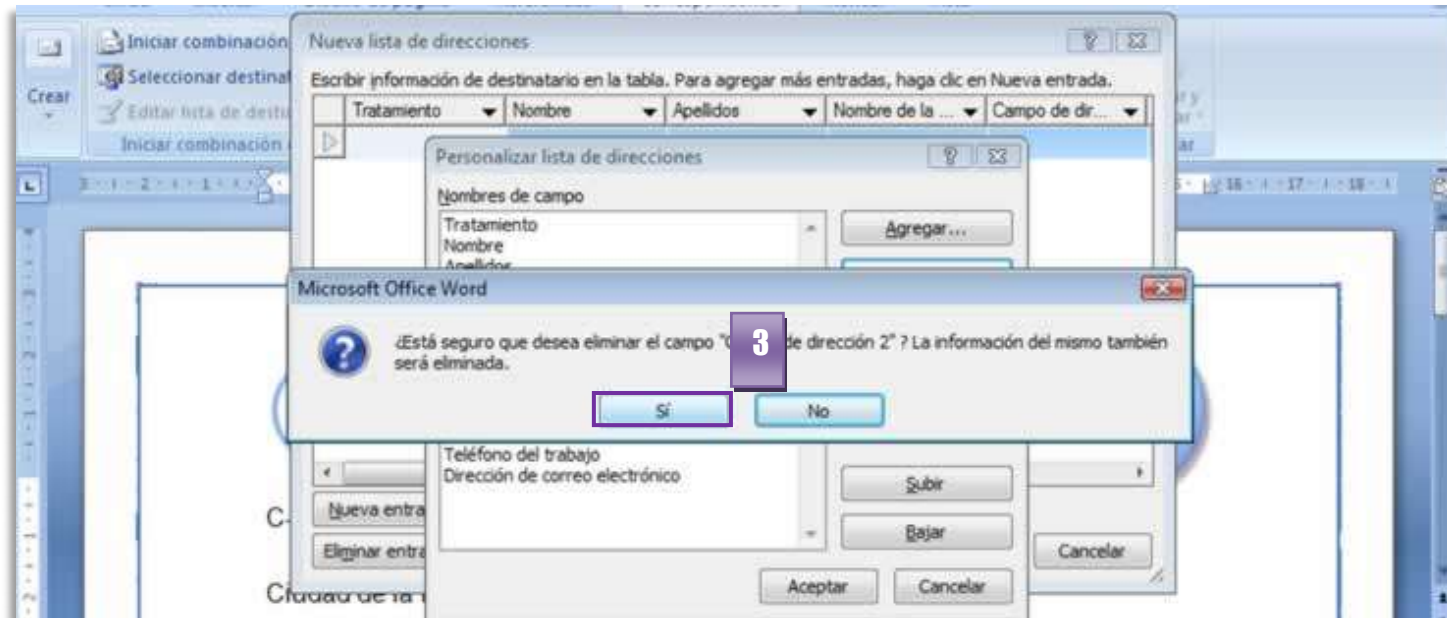 Iniciar combinación
Seleccionar destinat
Crear
Editar lista de desti
Iniciar combinación
Nueva lista de direcciones
Escribir información de destinatario en la tabla. Para agregar más entradas, haga clic en Nueva entrada.
Tratamiento Nombre Apellidos Nombre de la ... Campo de dir...
Personalizar lista de direcciones
Nombres de campo
Tratamiento
Nombre
Apellidos
Agregar...
Microsoft Office Word
¿Está seguro que desea eliminar el campo "C de dirección 2" ? La información del mismo también
será eliminada.
3
Sí No
Teléfono del trabajo
Dirección de correo electrónico
Subir
Bajar
Nueva entra
Eliminar entra
Cancelar
Aceptar Cancelar
C
Ciudad de la